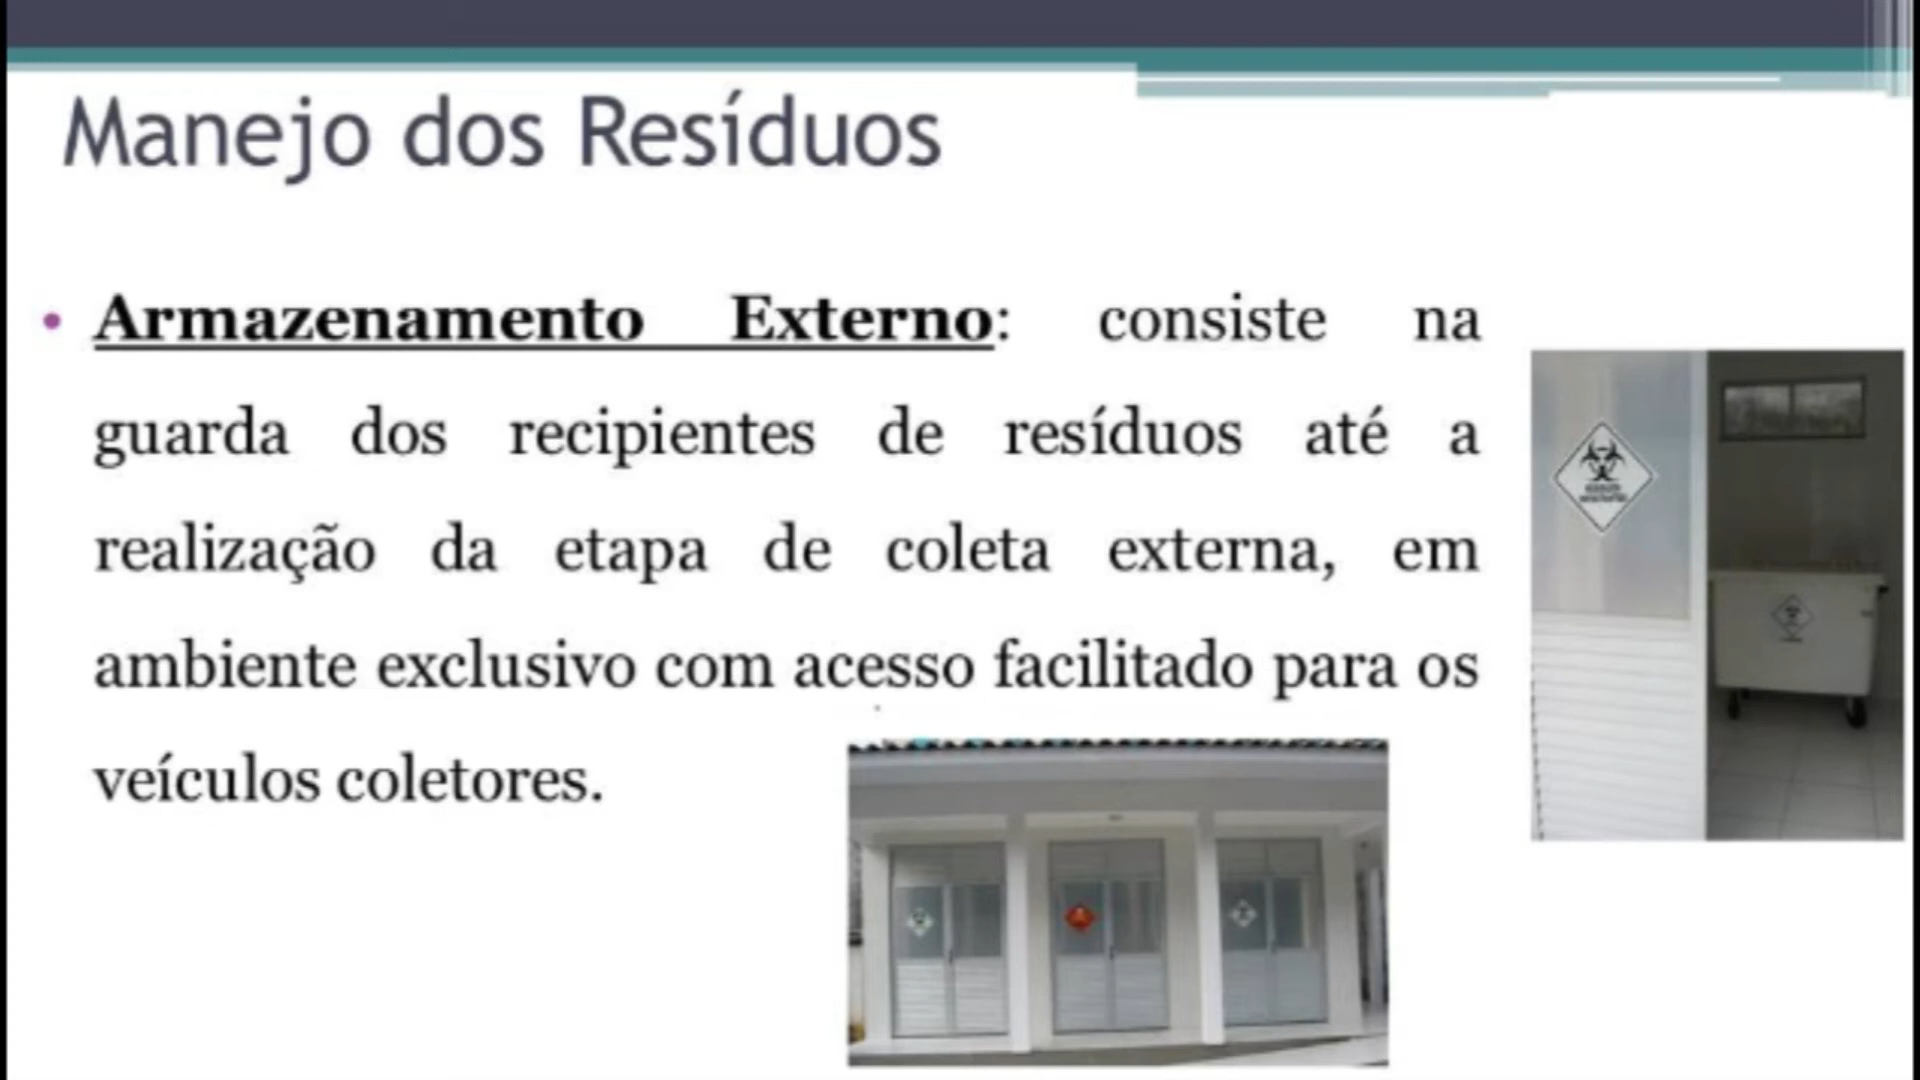 Manejo dos Resíduos
• Armazenamento Externo: consiste na
guarda dos recipientes de resíduos até a
realização da etapa de coleta externa, em
ambiente exclusivo com acesso facilitado para os
veículos coletores.